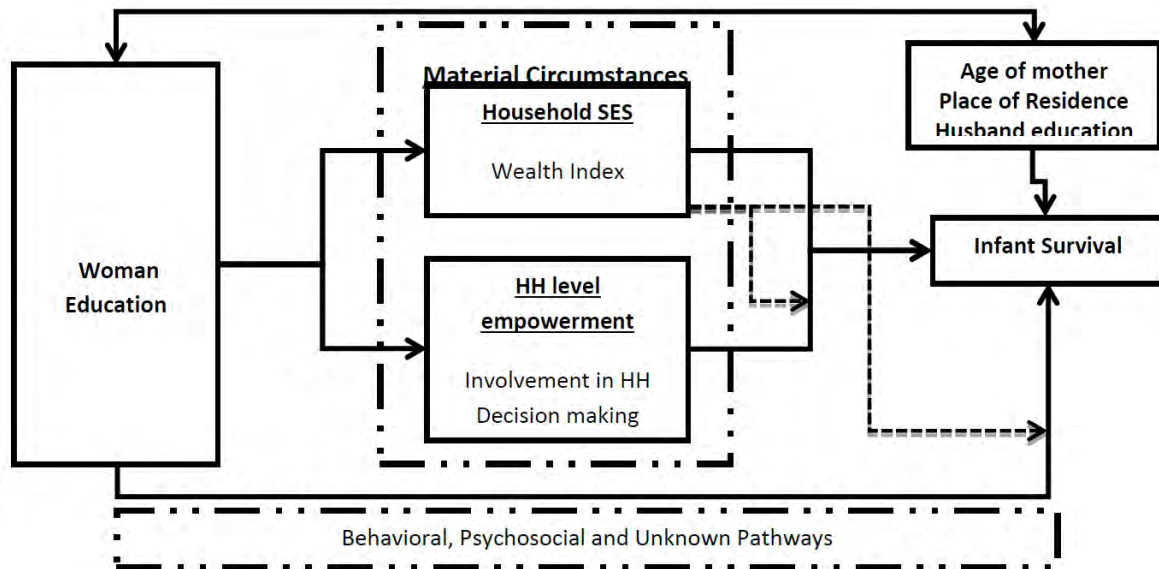 Woman
Education
Material Circumstances
Household SES
Wealth Index
HH level
empowerment
Involvement in HH
Decision making
Age of mother
Place of Residence
Husband education
Infant Survival
Behavioral, Psychosocial and Unknown Pathways